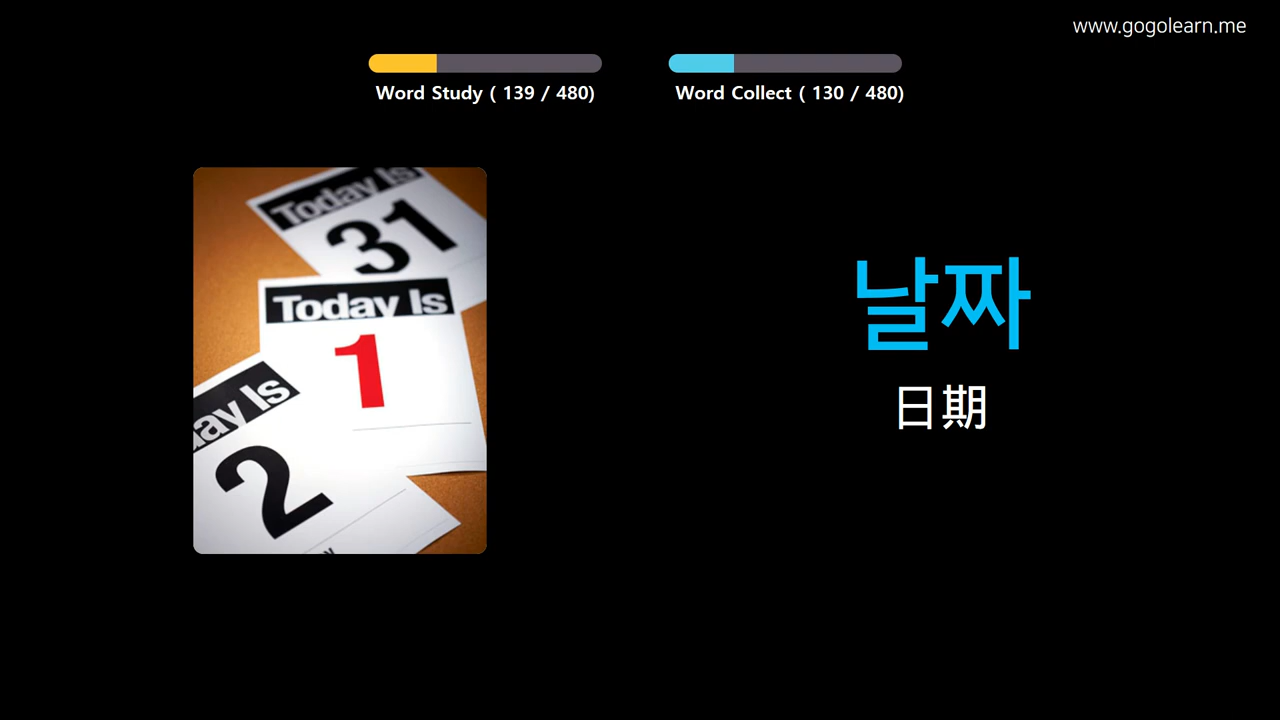 www.gogolearn.me
Word Study ( 139 / 480)
Word Collect ( 130 / 480)
Today Is
31
Today Is
1
day Is
2
날짜
日期